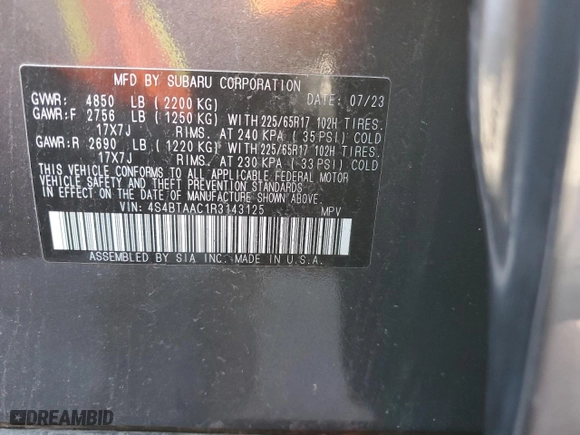 MFD BY SUBARU CORPORATION
GVWR: 4850 LB ( 2200 KG) DATE: 07/23
GAWR:F 2756 LB ( 1250 KG) WITH 225/65R17 102H TIRES,
17X7J RIMS, AT 240 KPA ( 35 PSI) COLD
GAWR:R 2690 LB ( 1220 KG) WITH 225/65R17 102H TIRES,
17X7J RIMS, AT 230 KPA ( 33 PSI) COLD
THIS VEHICLE CONFORMS TO ALL APPLICABLE FEDERAL MOTOR
VEHICLE SAFETY AND THEFT PREVENTION STANDARDS
IN EFFECT ON THE DATE OF MANUFACTURE SHOWN ABOVE.
VIN: 4S4BTAAC1R3143125 MPV
ASSEMBLED BY SIA INC. MADE IN U.S.A.
DREAMBID